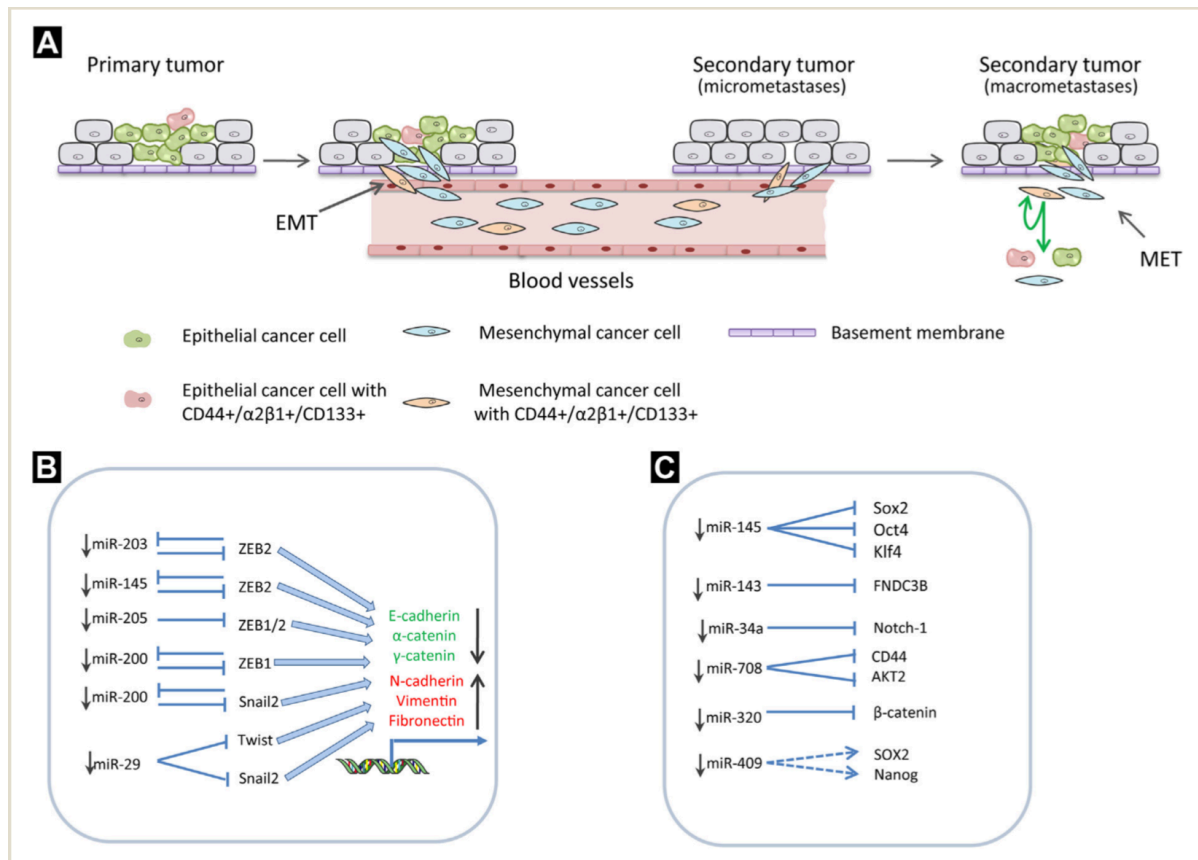 A
Primary tumor
Secondary tumor
(micrometastases)
Secondary tumor
(macrometastases)
EMT
MET
Blood vessels
Epithelial cancer cell
Mesenchymal cancer cell
Basement membrane
Epithelial cancer cell with
CD44+/α2β1+/CD133+
Mesenchymal cancer cell
with CD44+/α2β1+/CD133+
B
↓miR-203
ZEB2
↓miR-145
ZEB2
↓miR-205
ZEB1/2
↓miR-200
ZEB1
↓miR-200
Snail2
↓miR-29
Twist
Snail2
E-cadherin
α-catenin
γ-catenin
N-cadherin
Vimentin
Fibronectin
C
↓miR-145
Sox2
Oct4
Klf4
↓miR-143
FNDC3B
↓miR-34a
Notch-1
↓miR-708
CD44
AKT2
↓miR-320
β-catenin
↓miR-409
SOX2
Nanog